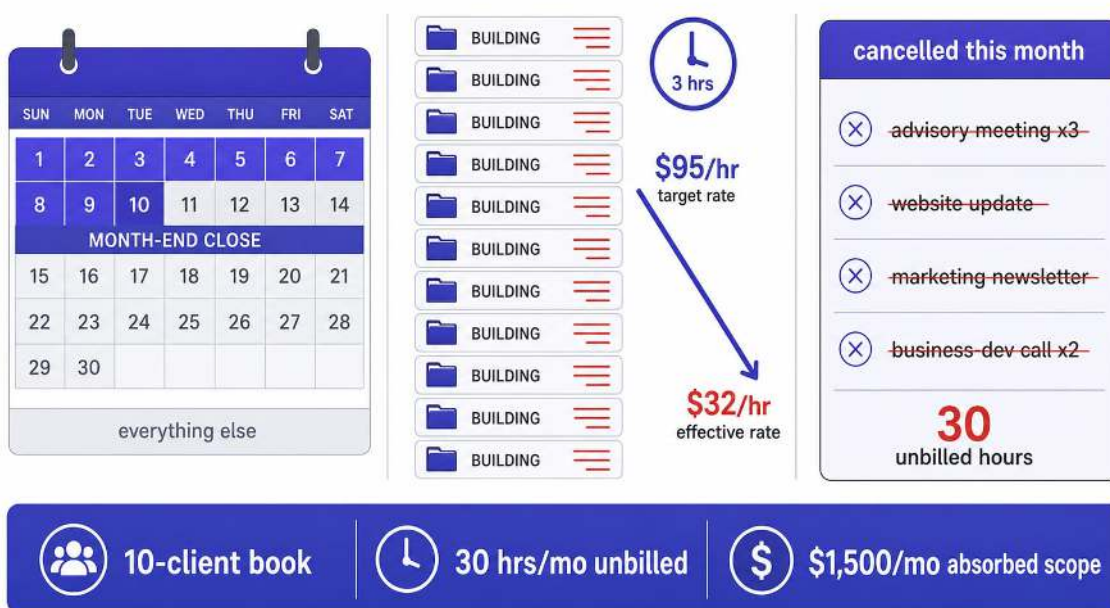 SUN MON TUE WED THU FRI SAT
1 2 3 4 5 6 7
8 9 10 11 12 13 14
MONTH-END CLOSE
15 16 17 18 19 20 21
22 23 24 25 26 27 28
29 30
everything else
BUILDING
BUILDING
BUILDING
BUILDING
BUILDING
BUILDING
BUILDING
BUILDING
BUILDING
BUILDING
BUILDING
3 hrs
$95/hr
target rate
$32/hr
effective rate
cancelled this month
advisory meeting x3
website update
marketing newsletter
business-dev call x2
30
unbilled hours
10-client book
30 hrs/mo unbilled
$ $1,500/mo absorbed scope